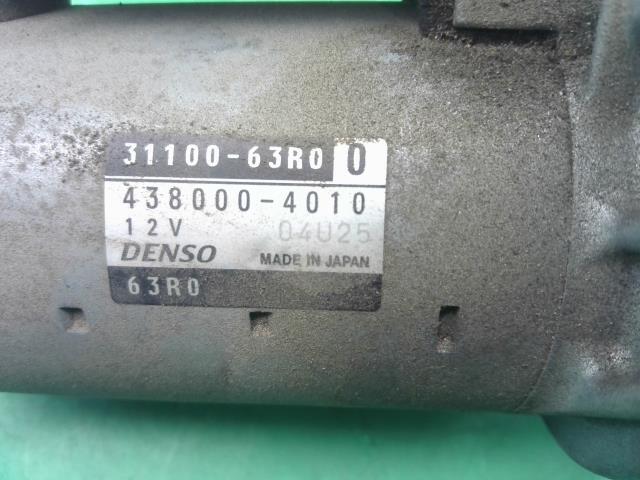 31100-63R0 0
438000-4010
12V 04U25
DENSO MADE IN JAPAN
63R0